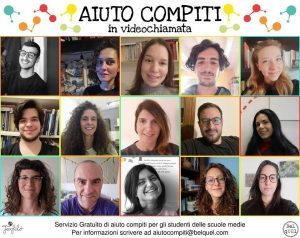 AIUTO COMPITI
in videochiamata
Servizio Gratuito di aiuto compiti per gli studenti delle scuole medie
Per informazioni scrivere ad aiutocompiti@bequel.com